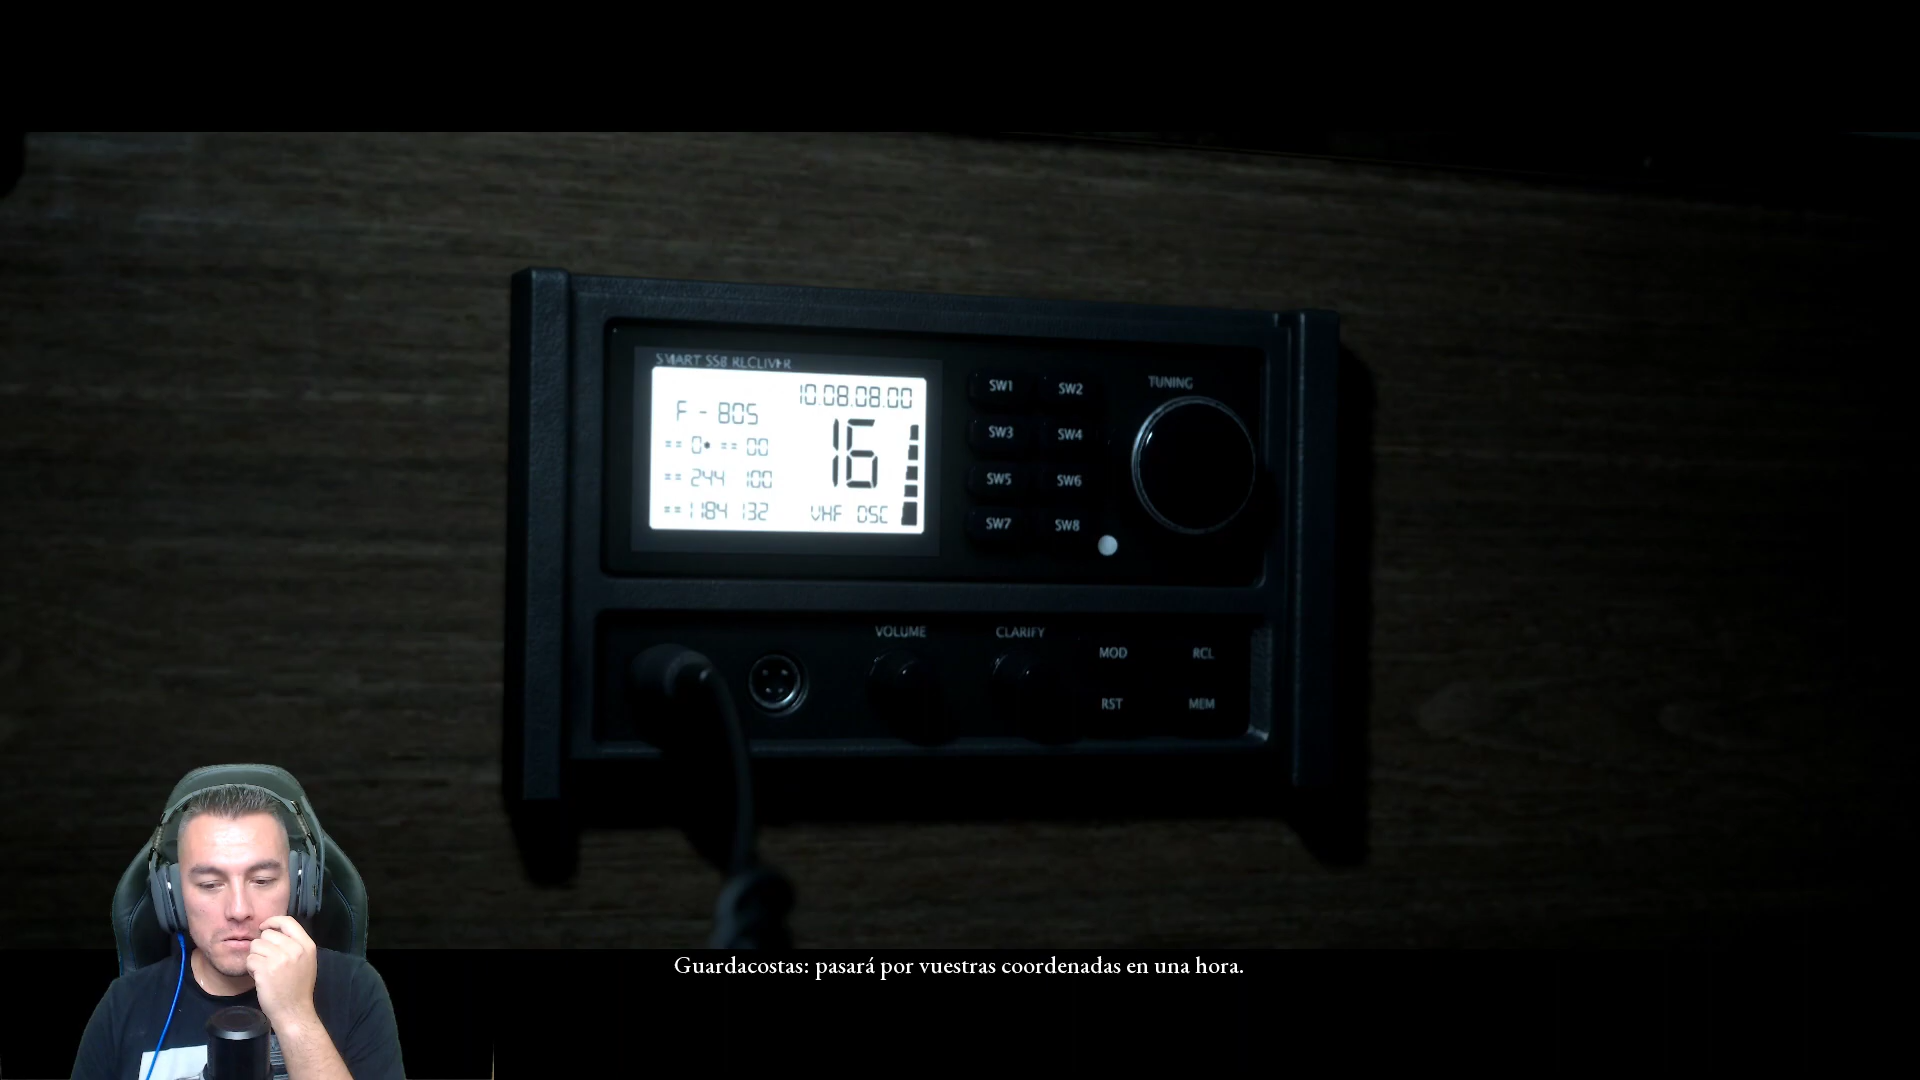 SMART SSB RECIVER
10.08.08.00
F - 805
16
== 0• == 00
== 244 100
== 1184 132
VHF DSC
SW1 SW2
SW3 SW4
SW5 SW6
SW7 SW8
TUNING
VOLUME
CLARIFY
MOD RCL
RST MEM
Guardacostas: pasará por vuestras coordenadas en una hora.